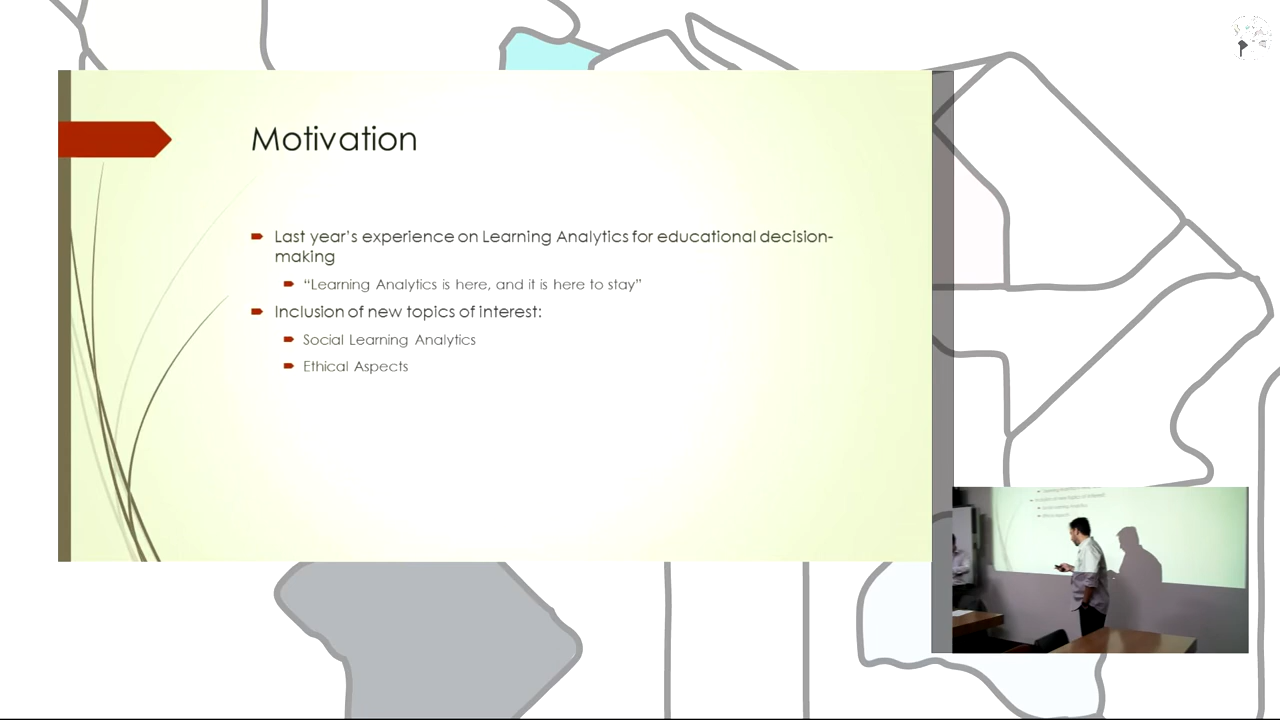 Motivation
Last year's experience on Learning Analytics for educational decision-
making
“Learning Analytics is here, and it is here to stay”
Inclusion of new topics of interest:
Social Learning Analytics
Ethical Aspects